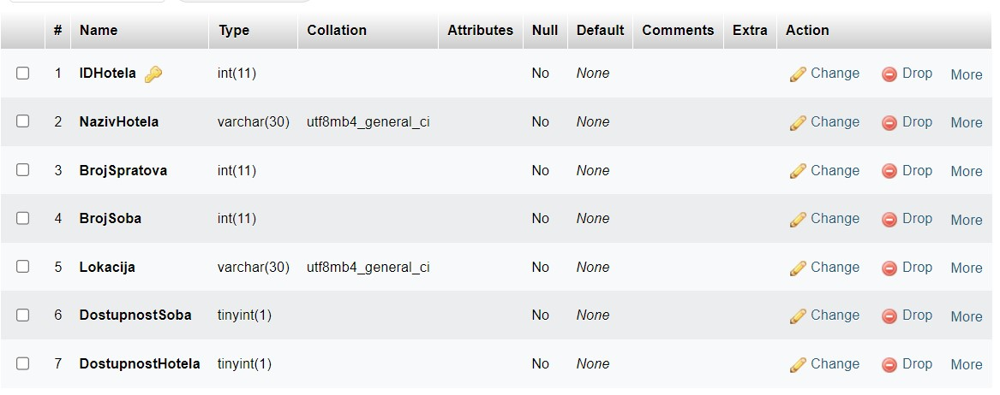 # Name Type Collation Attributes Null Default Comments Extra Action
1 IDHotela int(11) No None Change Drop More
2 NazivHotela varchar(30) utf8mb4_general_ci No None Change Drop More
3 BrojSpratova int(11) No None Change Drop More
4 BrojSoba int(11) No None Change Drop More
5 Lokacija varchar(30) utf8mb4_general_ci No None Change Drop More
6 DostupnostSoba tinyint(1) No None Change Drop More
7 DostupnostHotela tinyint(1) No None Change Drop More